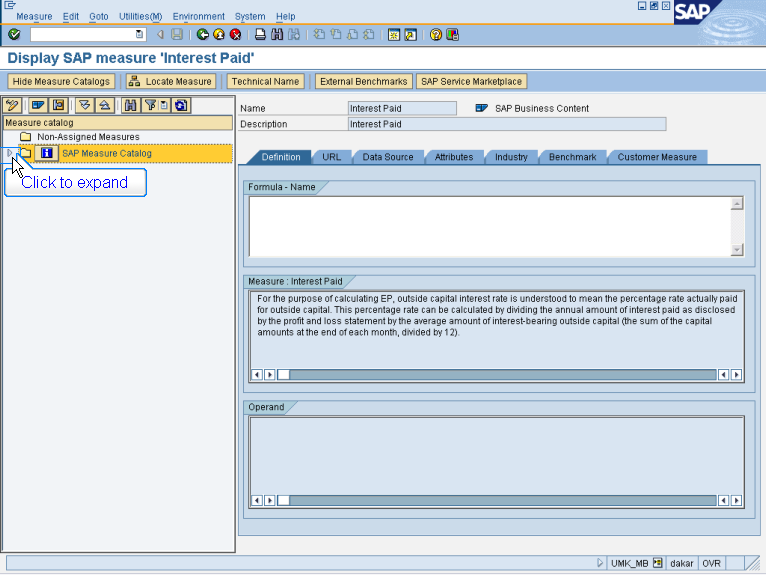 Measure Edit Goto Utilities(M) Environment System Help
SAP
Display SAP measure 'Interest Paid'
Hide Measure Catalogs Locate Measure Technical Name External Benchmarks SAP Service Marketplace
Measure catalog
Non-Assigned Measures
SAP Measure Catalog
Click to expand
Name Interest Paid SAP Business Content
Description Interest Paid
Definition URL Data Source Attributes Industry Benchmark Customer Measure
Formula - Name
Measure : Interest Paid
For the purpose of calculating EP, outside capital interest rate is understood to mean the percentage rate actually paid
for outside capital. This percentage rate can be calculated by dividing the annual amount of interest paid as disclosed
by the profit and loss statement by the average amount of interest-bearing outside capital (the sum of the capital
amounts at the end of each month, divided by 12).
Operand
UMK_MB dakar OVR